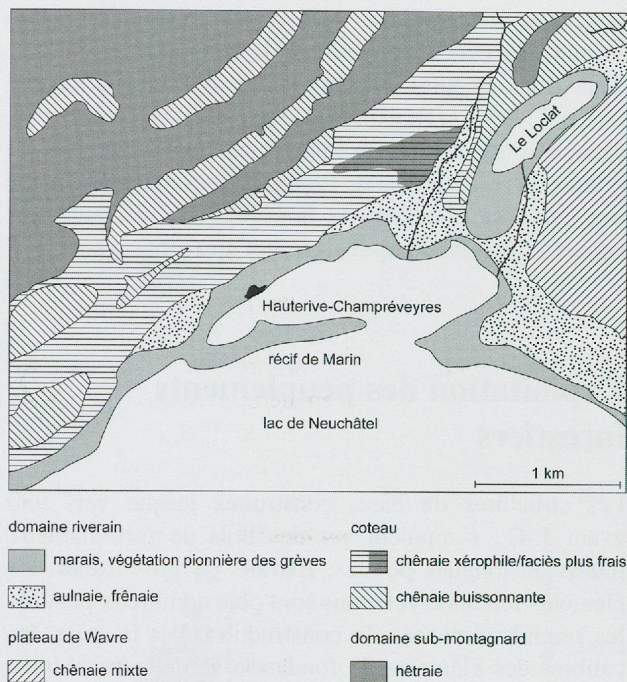 Le Loclat
Hauterive-Champréveyres
récif de Marin
lac de Neuchâtel
1 km
domaine riverain
marais, végétation pionnière des grèves
aulnaie, frênaie
plateau de Wavre
chênaie mixte
coteau
chênaie xérophile/faciès plus frais
chênaie buissonnante
domaine sub-montagnard
hêtraie